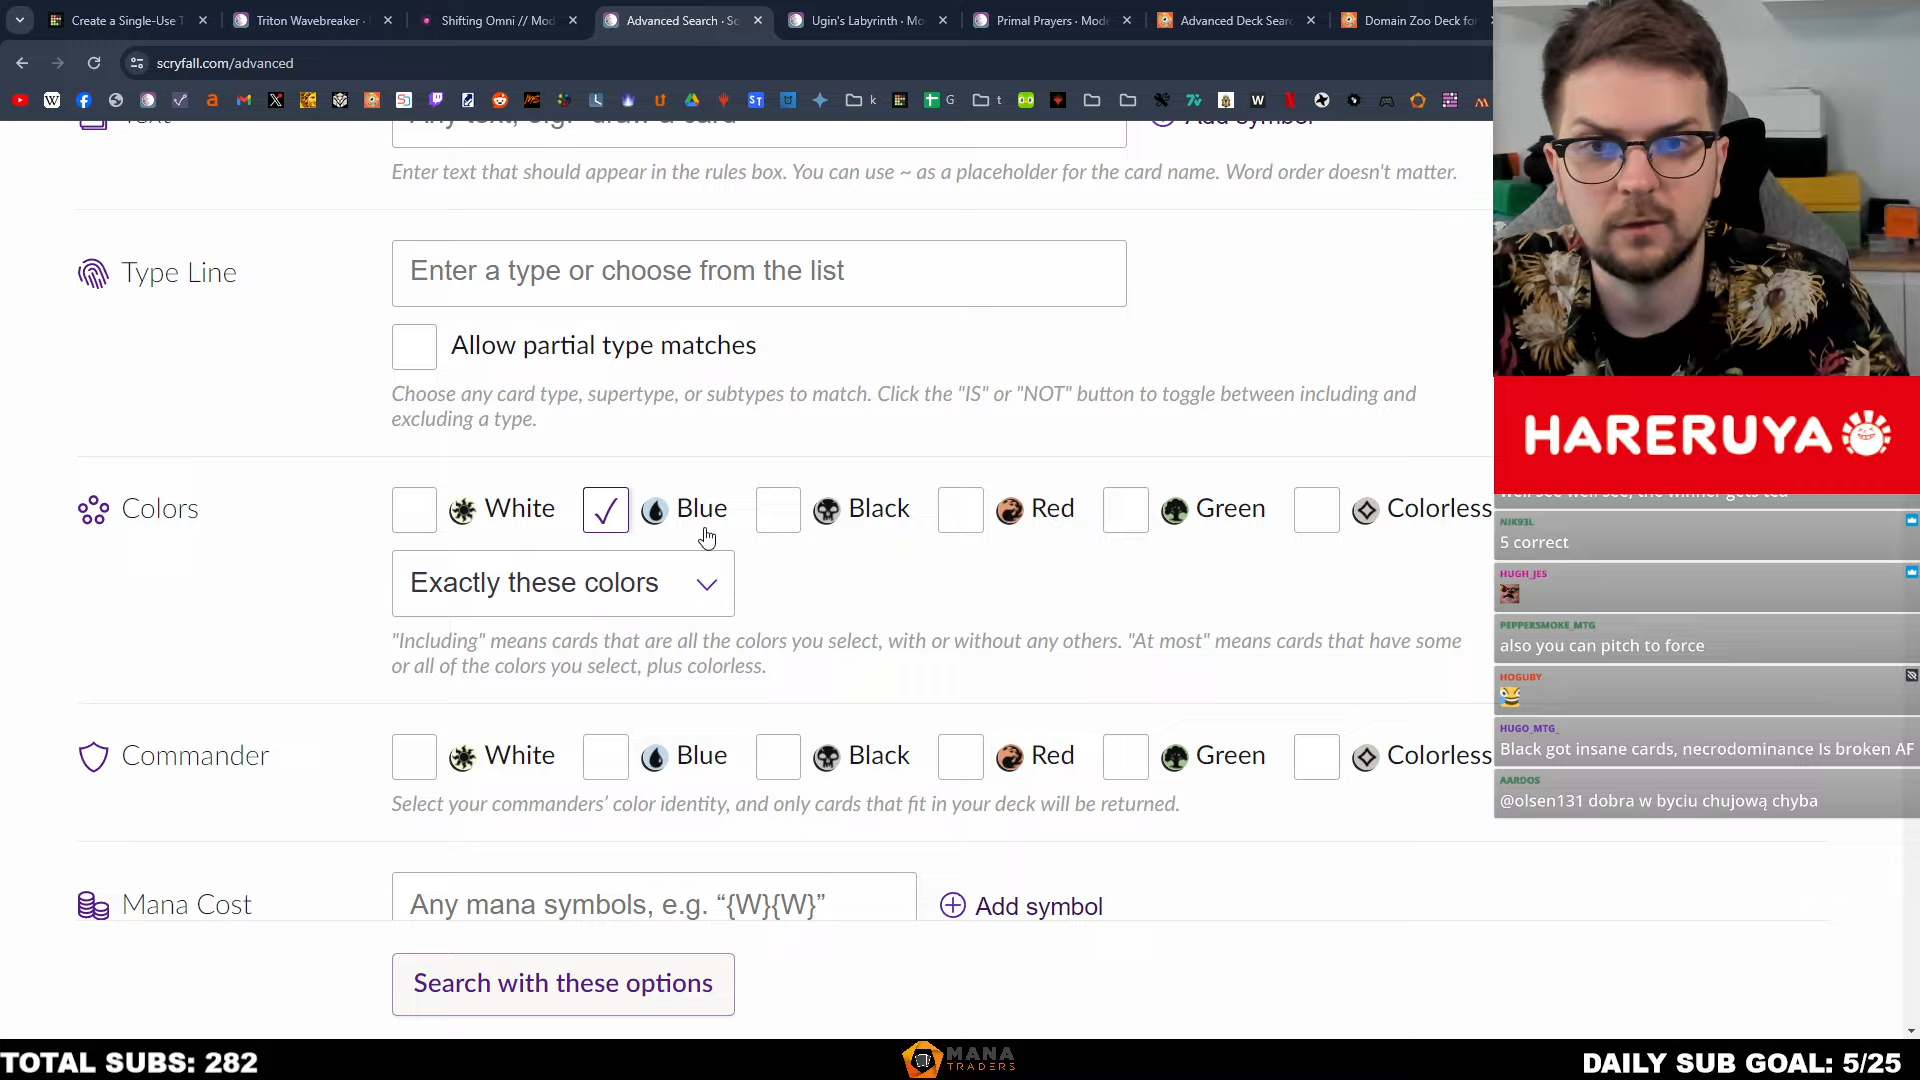 Create a Single-Use T
Triton Wavebreaker ·
Shifting Omni // Mod
Advanced Search · Sc
Ugin's Labyrinth · Mo
Primal Prayers · Mode
Advanced Deck Sear
Domain Zoo Deck for
scryfall.com/advanced
k
G
t
Text
Any text, e.g. “draw a card”
Add symbol
Enter text that should appear in the rules box. You can use ~ as a placeholder for the card name. Word order doesn't matter.
Type Line
Enter a type or choose from the list
Allow partial type matches
Choose any card type, supertype, or subtypes to match. Click the "IS" or "NOT" button to toggle between including and
excluding a type.
Colors
White
Blue
Black
Red
Green
Colorless
Exactly these colors
"Including" means cards that are all the colors you select, with or without any others. "At most" means cards that have some
or all of the colors you select, plus colorless.
Commander
White
Blue
Black
Red
Green
Colorless
Select your commanders’ color identity, and only cards that fit in your deck will be returned.
Mana Cost
Any mana symbols, e.g. “{W}{W}”
Add symbol
Search with these options
HARERUYA
NIK93L
5 correct
HUGH_JES
PEPPERSMOKE_MTG
also you can pitch to force
HOGUBY
HUGO_MTG_
Black got insane cards, necrodominance Is broken AF
AARDOS
@olsen131 dobra w byciu chujową chyba
TOTAL SUBS: 282
MANA
TRADERS
DAILY SUB GOAL: 5/25